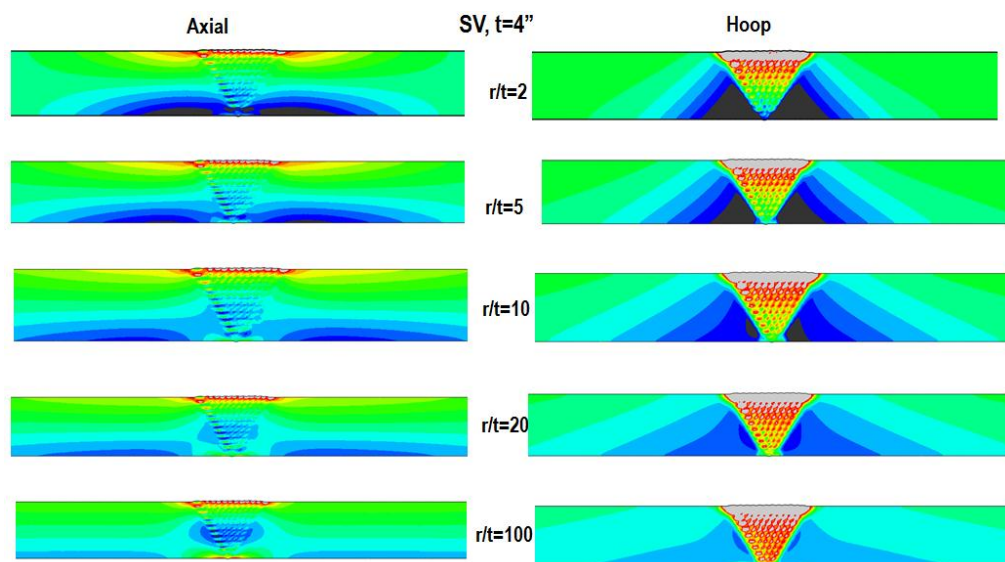 Axial
SV, t=4”
Hoop
r/t=2
r/t=5
r/t=10
r/t=20
r/t=100